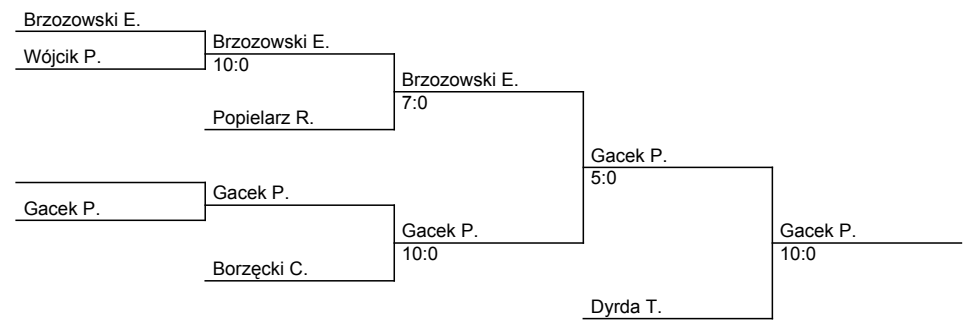 Brzozowski E.
Wójcik P.
Brzozowski E.
10:0
Popielarz R.
Brzozowski E.
7:0
Gacek P.
Gacek P.
Borzęcki C.
Gacek P.
10:0
Gacek P.
5:0
Dyrda T.
Gacek P.
10:0